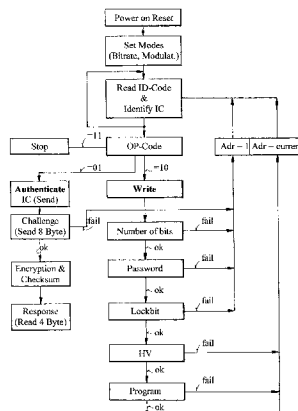 Power on Reset
Set Modes
(Bitrate, Modulat.)
Read ID-Code
&
Identify IC
=11
Stop
OP-Code
Adr – 1
Adr – current
=01
=10
Authenticate
IC (Send)
Write
Challenge
(Send 8 Byte)
fail
Number of bits
fail
ok
ok
Encryption &
Checksum
Password
fail
ok
Response
(Read 4 Byte)
Lockbit
fail
ok
HV
fail
ok
Program
fail
ok